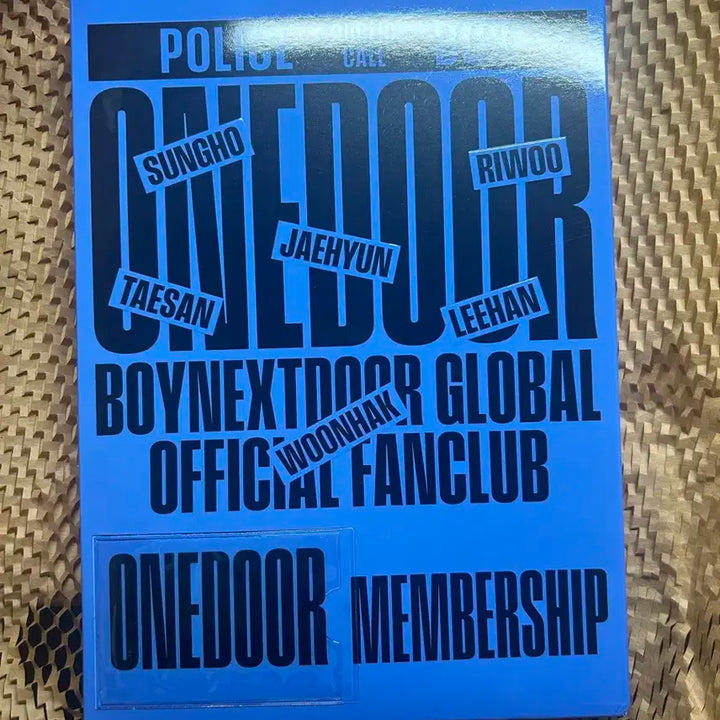 POLICE CALL
ONEDOOR
SUNGHO
RIWOO
JAEHYUN
TAESAN
LEEHAN
BOYNEXTDOOR GLOBAL
WOONHAK
OFFICIAL FANCLUB
ONEDOOR MEMBERSHIP